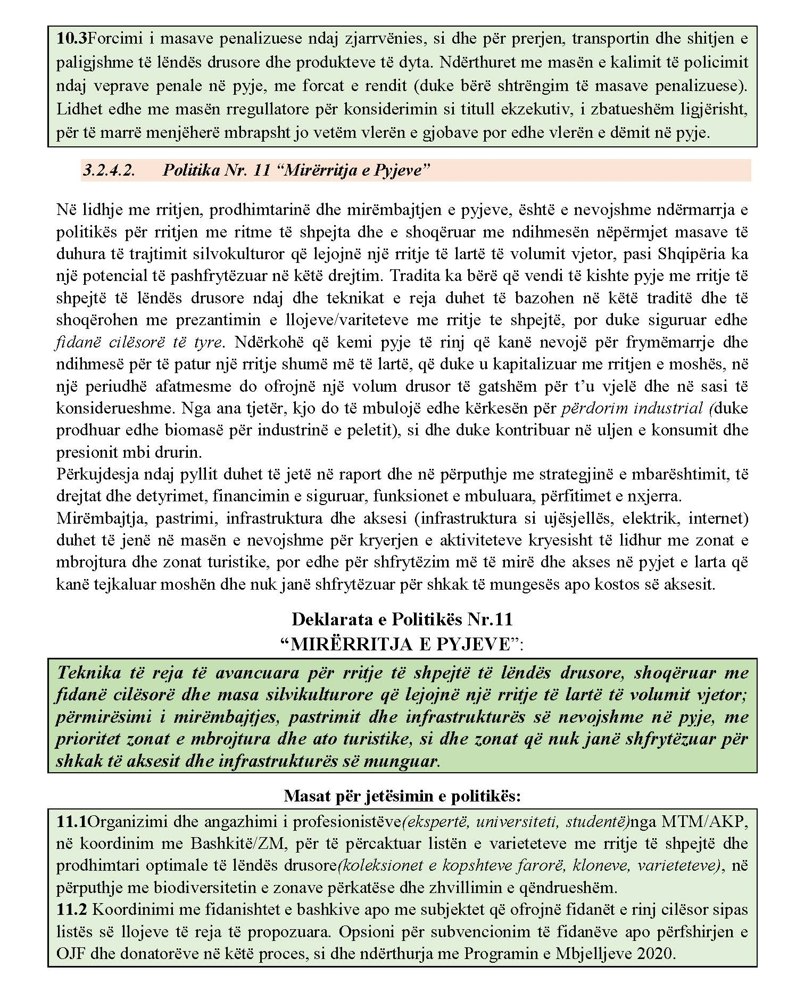 10.3Forcimi i masave penalizuese ndaj zjarrvënies, si dhe për prerjen, transportin dhe shitjen e
paligjshme të lëndës drusore dhe produkteve të dyta. Ndërthuret me masën e kalimit të policimit
ndaj veprave penale në pyje, me forcat e rendit (duke bërë shtrëngim të masave penalizuese).
Lidhet edhe me masën rregullatore për konsiderimin si titull ekzekutiv, i zbatueshëm ligjërisht,
për të marrë menjëherë mbrapsht jo vetëm vlerën e gjobave por edhe vlerën e dëmit në pyje.
3.2.4.2. Politika Nr. 11 “Mirërritja e Pyjeve”
Në lidhje me rritjen, prodhimtarinë dhe mirëmbajtjen e pyjeve, është e nevojshme ndërmarrja e
politikës për rritjen me ritme të shpejta dhe e shoqëruar me ndihmesën nëpërmjet masave të
duhura të trajtimit silvokulturor që lejojnë një rritje të lartë të volumit vjetor, pasi Shqipëria ka
një potencial të pashfrytëzuar në këtë drejtim. Tradita ka bërë që vendi të kishte pyje me rritje të
shpejtë të lëndës drusore ndaj dhe teknikat e reja duhet të bazohen në këtë traditë dhe të
shoqërohen me prezantimin e llojeve/variteteve me rritje te shpejtë, por duke siguruar edhe
fidanë cilësorë të tyre. Ndërkohë që kemi pyje të rinj që kanë nevojë për frymëmarrje dhe
ndihmesë për të patur një rritje shumë më të lartë, që duke u kapitalizuar me rritjen e moshës, në
një periudhë afatmesme do ofrojnë një volum drusor të gatshëm për t’u vjelë dhe në sasi të
konsiderueshme. Nga ana tjetër, kjo do të mbulojë edhe kërkesën për përdorim industrial (duke
prodhuar edhe biomasë për industrinë e peletit), si dhe duke kontribuar në uljen e konsumit dhe
presionit mbi drurin.
Përkujdesja ndaj pyllit duhet të jetë në raport dhe në përputhje me strategjinë e mbarështimit, të
drejtat dhe detyrimet, financimin e siguruar, funksionet e mbuluara, përfitimet e nxjerra.
Mirëmbajtja, pastrimi, infrastruktura dhe aksesi (infrastruktura si ujësjellës, elektrik, internet)
duhet të jenë në masën e nevojshme për kryerjen e aktiviteteve kryesisht të lidhur me zonat e
mbrojtura dhe zonat turistike, por edhe për shfrytëzim më të mirë dhe akses në pyjet e larta që
kanë tejkaluar moshën dhe nuk janë shfrytëzuar për shkak të mungesës apo kostos së aksesit.
Deklarata e Politikës Nr.11
“MIRËRRITJA E PYJEVE”:
Teknika të reja të avancuara për rritje të shpejtë të lëndës drusore, shoqëruar me
fidanë cilësorë dhe masa silvikulturore që lejojnë një rritje të lartë të volumit vjetor;
përmirësimi i mirëmbajtjes, pastrimit dhe infrastrukturës së nevojshme në pyje, me
prioritet zonat e mbrojtura dhe ato turistike, si dhe zonat që nuk janë shfrytëzuar për
shkak të aksesit dhe infrastrukturës së munguar.
Masat për jetësimin e politikës:
11.1Organizimi dhe angazhimi i profesionistëve(ekspertë, universiteti, studentë)nga MTM/AKP,
në koordinim me Bashkitë/ZM, për të përcaktuar listën e varieteteve me rritje të shpejtë dhe
prodhimtari optimale të lëndës drusore(koleksionet e kopshteve farorë, kloneve, varieteteve), në
përputhje me biodiversitetin e zonave përkatëse dhe zhvillimin e qëndrueshëm.
11.2 Koordinimi me fidanishtet e bashkive apo me subjektet që ofrojnë fidanët e rinj cilësor sipas
listës së llojeve të reja të propozuara. Opsioni për subvencionim të fidanëve apo përfshirjen e
OJF dhe donatorëve në këtë proces, si dhe ndërthurja me Programin e Mbjelljeve 2020.